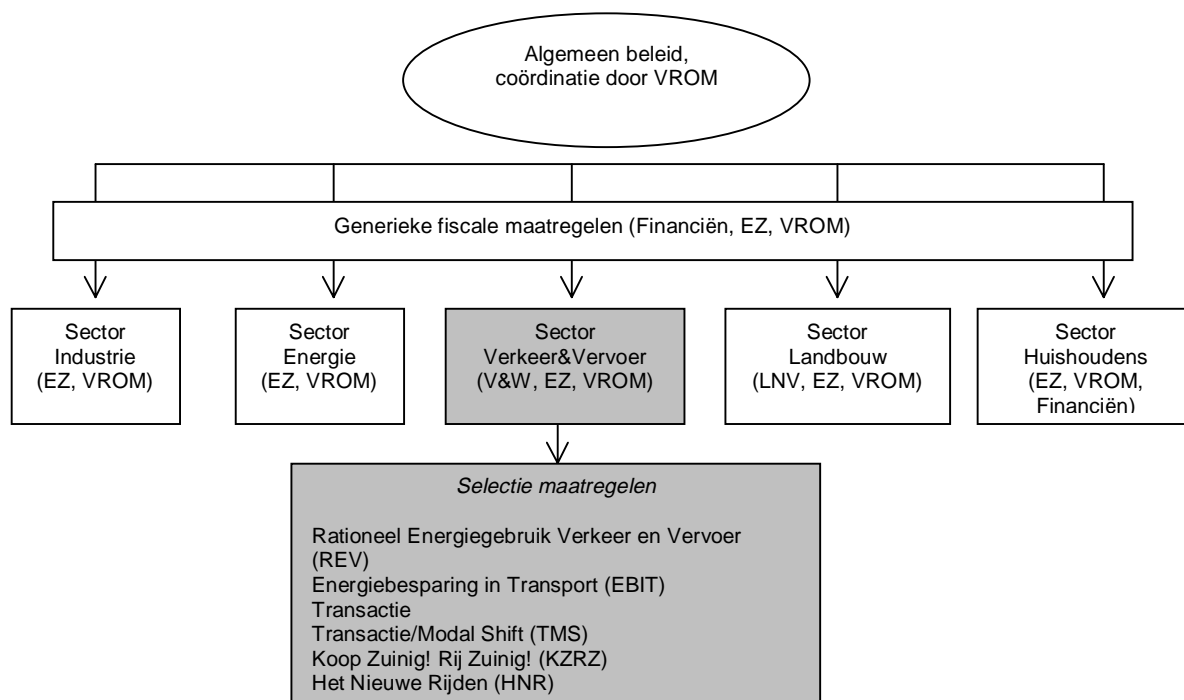 Algemeen beleid,
coördinatie door VROM
Generieke fiscale maatregelen (Financiën, EZ, VROM)
Sector
Industrie
(EZ, VROM)
Sector
Energie
(EZ, VROM)
Sector
Verkeer&Vervoer
(V&W, EZ, VROM)
Sector
Landbouw
(LNV, EZ, VROM)
Sector
Huishoudens
(EZ, VROM,
Financiën)
Selectie maatregelen
Rationeel Energiegebruik Verkeer en Vervoer
(REV)
Energiebesparing in Transport (EBIT)
Transactie
Transactie/Modal Shift (TMS)
Koop Zuinig! Rij Zuinig! (KZRZ)
Het Nieuwe Rijden (HNR)